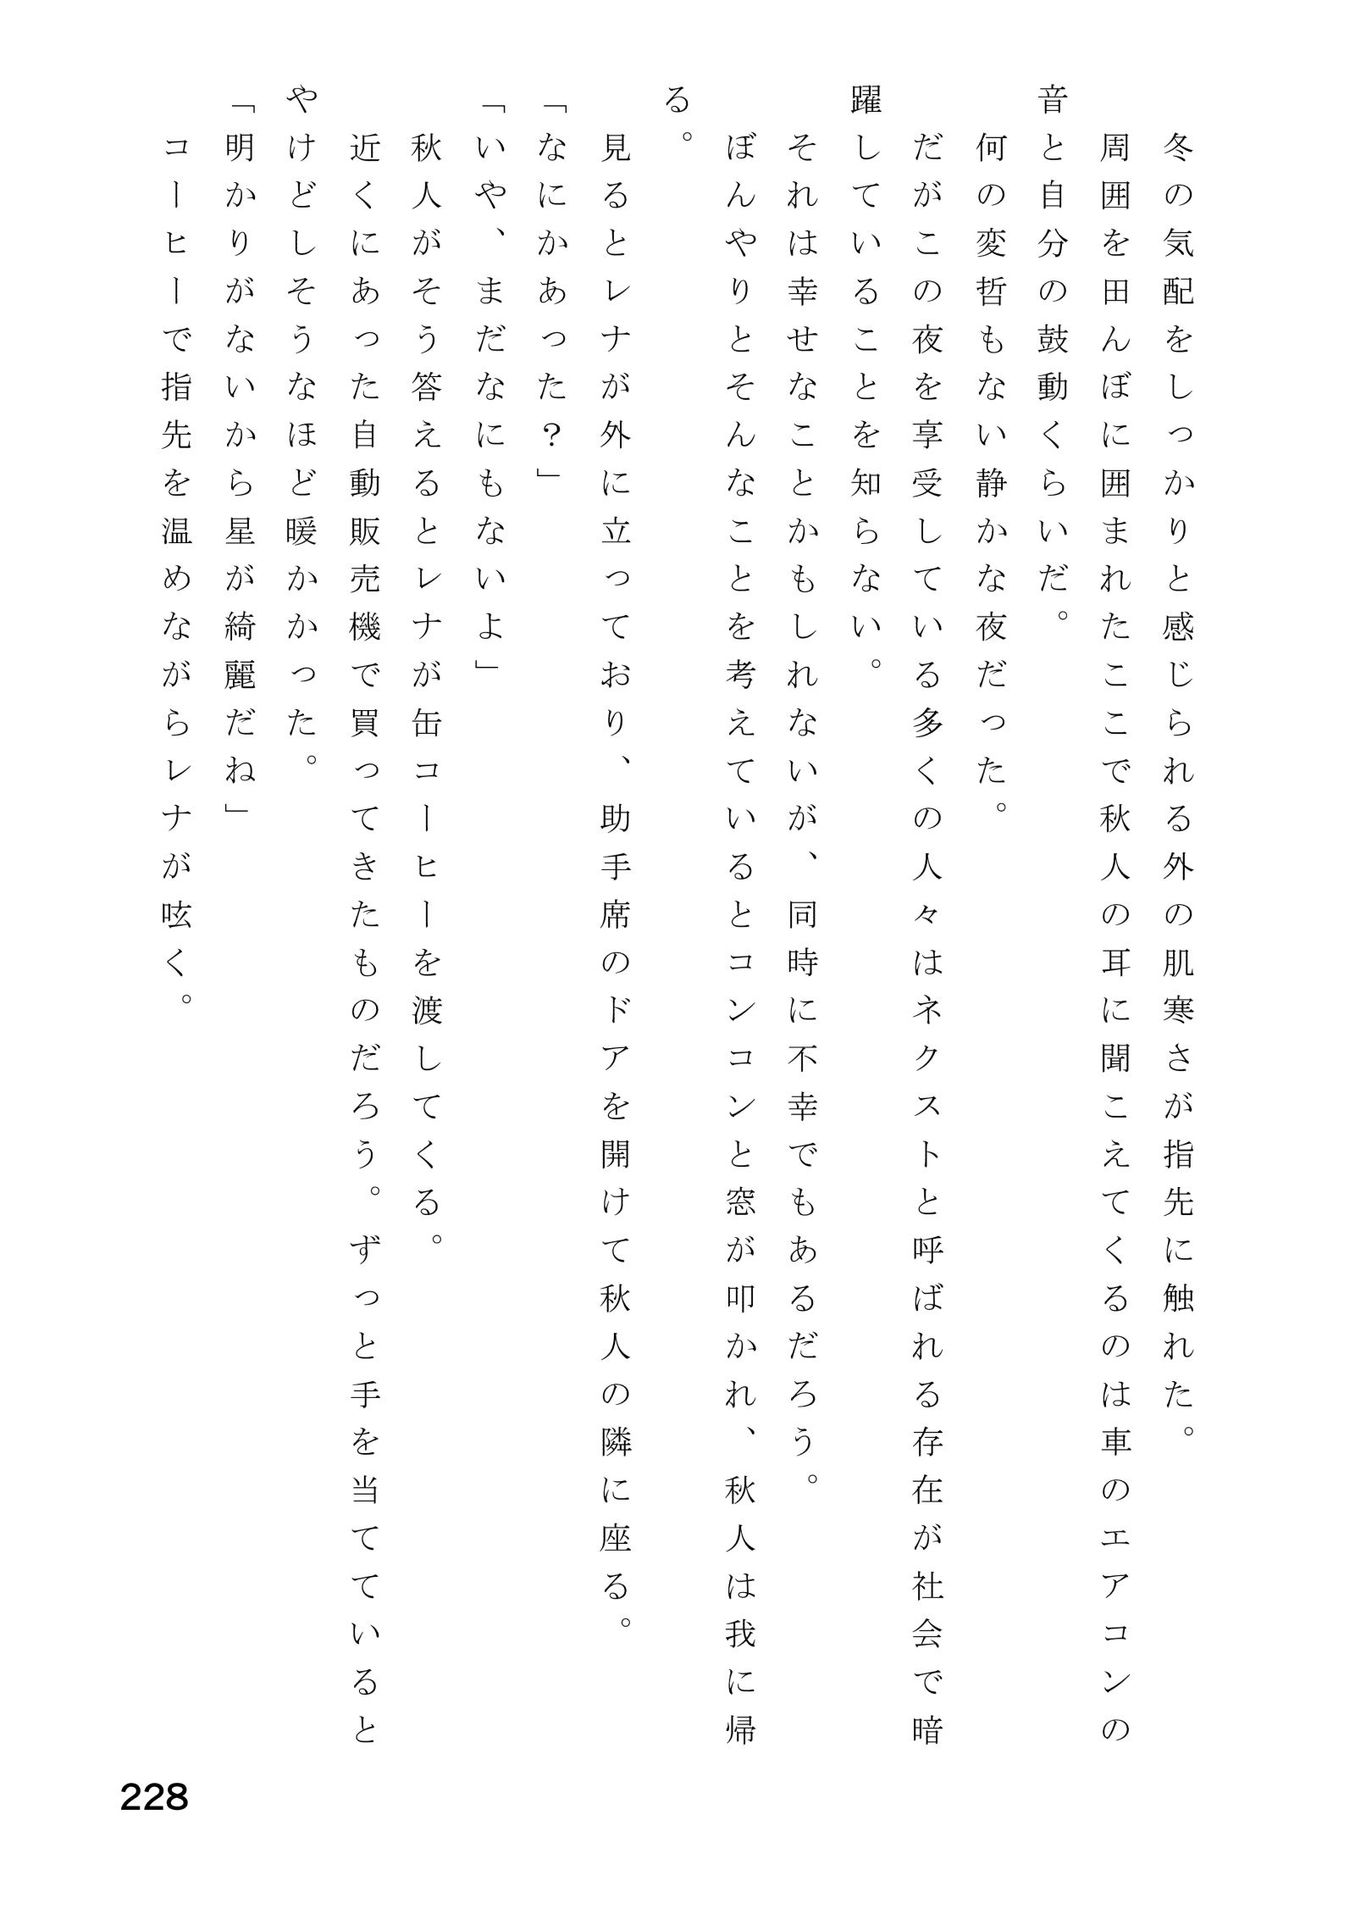 冬の気配をしっかりと感じられる外の肌寒さが指先に触れた。
　周囲を田んぼに囲まれたここで秋人の耳に聞こえてくるのは車のエアコンの
音と自分の鼓動くらいだ。
　何の変哲もない静かな夜だった。
　だがこの夜を享受している多くの人々はネクストと呼ばれる存在が社会で暗
躍していることを知らない。
　それは幸せなことかもしれないが、同時に不幸でもあるだろう。
　ぼんやりとそんなことを考えているとコンコンと窓が叩かれ、秋人は我に帰
る。
　見るとレナが外に立っており、助手席のドアを開けて秋人の隣に座る。
「なにかあった？」
「いや、まだなにもないよ」
　秋人がそう答えるとレナが缶コーヒーを渡してくる。
　近くにあった自動販売機で買ってきたものだろう。ずっと手を当てていると
やけどしそうなほど暖かかった。
「明かりがないから星が綺麗だね」
　コーヒーで指先を温めながらレナが呟く。
228